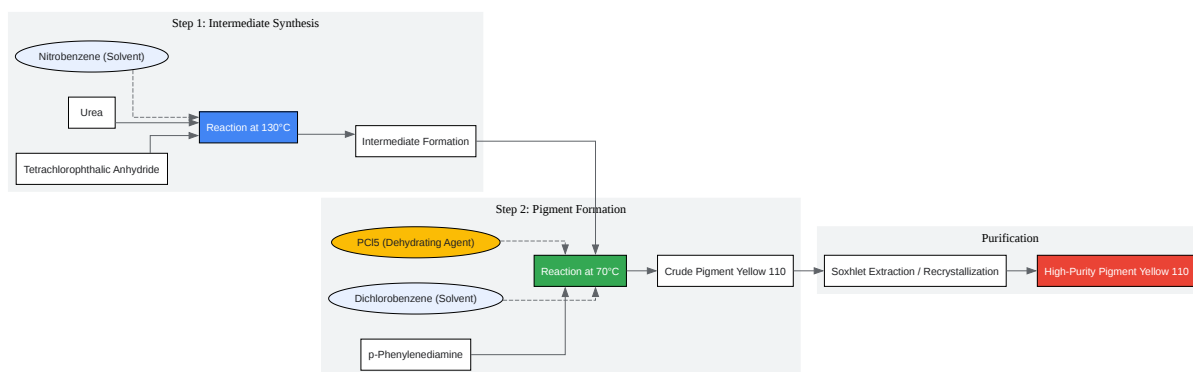 Step 1: Intermediate Synthesis
Nitrobenzene (Solvent)
Urea
Reaction at 130°C
Tetrachlorophthalic Anhydride
Intermediate Formation
Step 2: Pigment Formation
PCl5 (Dehydrating Agent)
Reaction at 70°C
Crude Pigment Yellow 110
Dichlorobenzene (Solvent)
p-Phenylenediamine
Purification
Soxhlet Extraction / Recrystallization
High-Purity Pigment Yellow 110